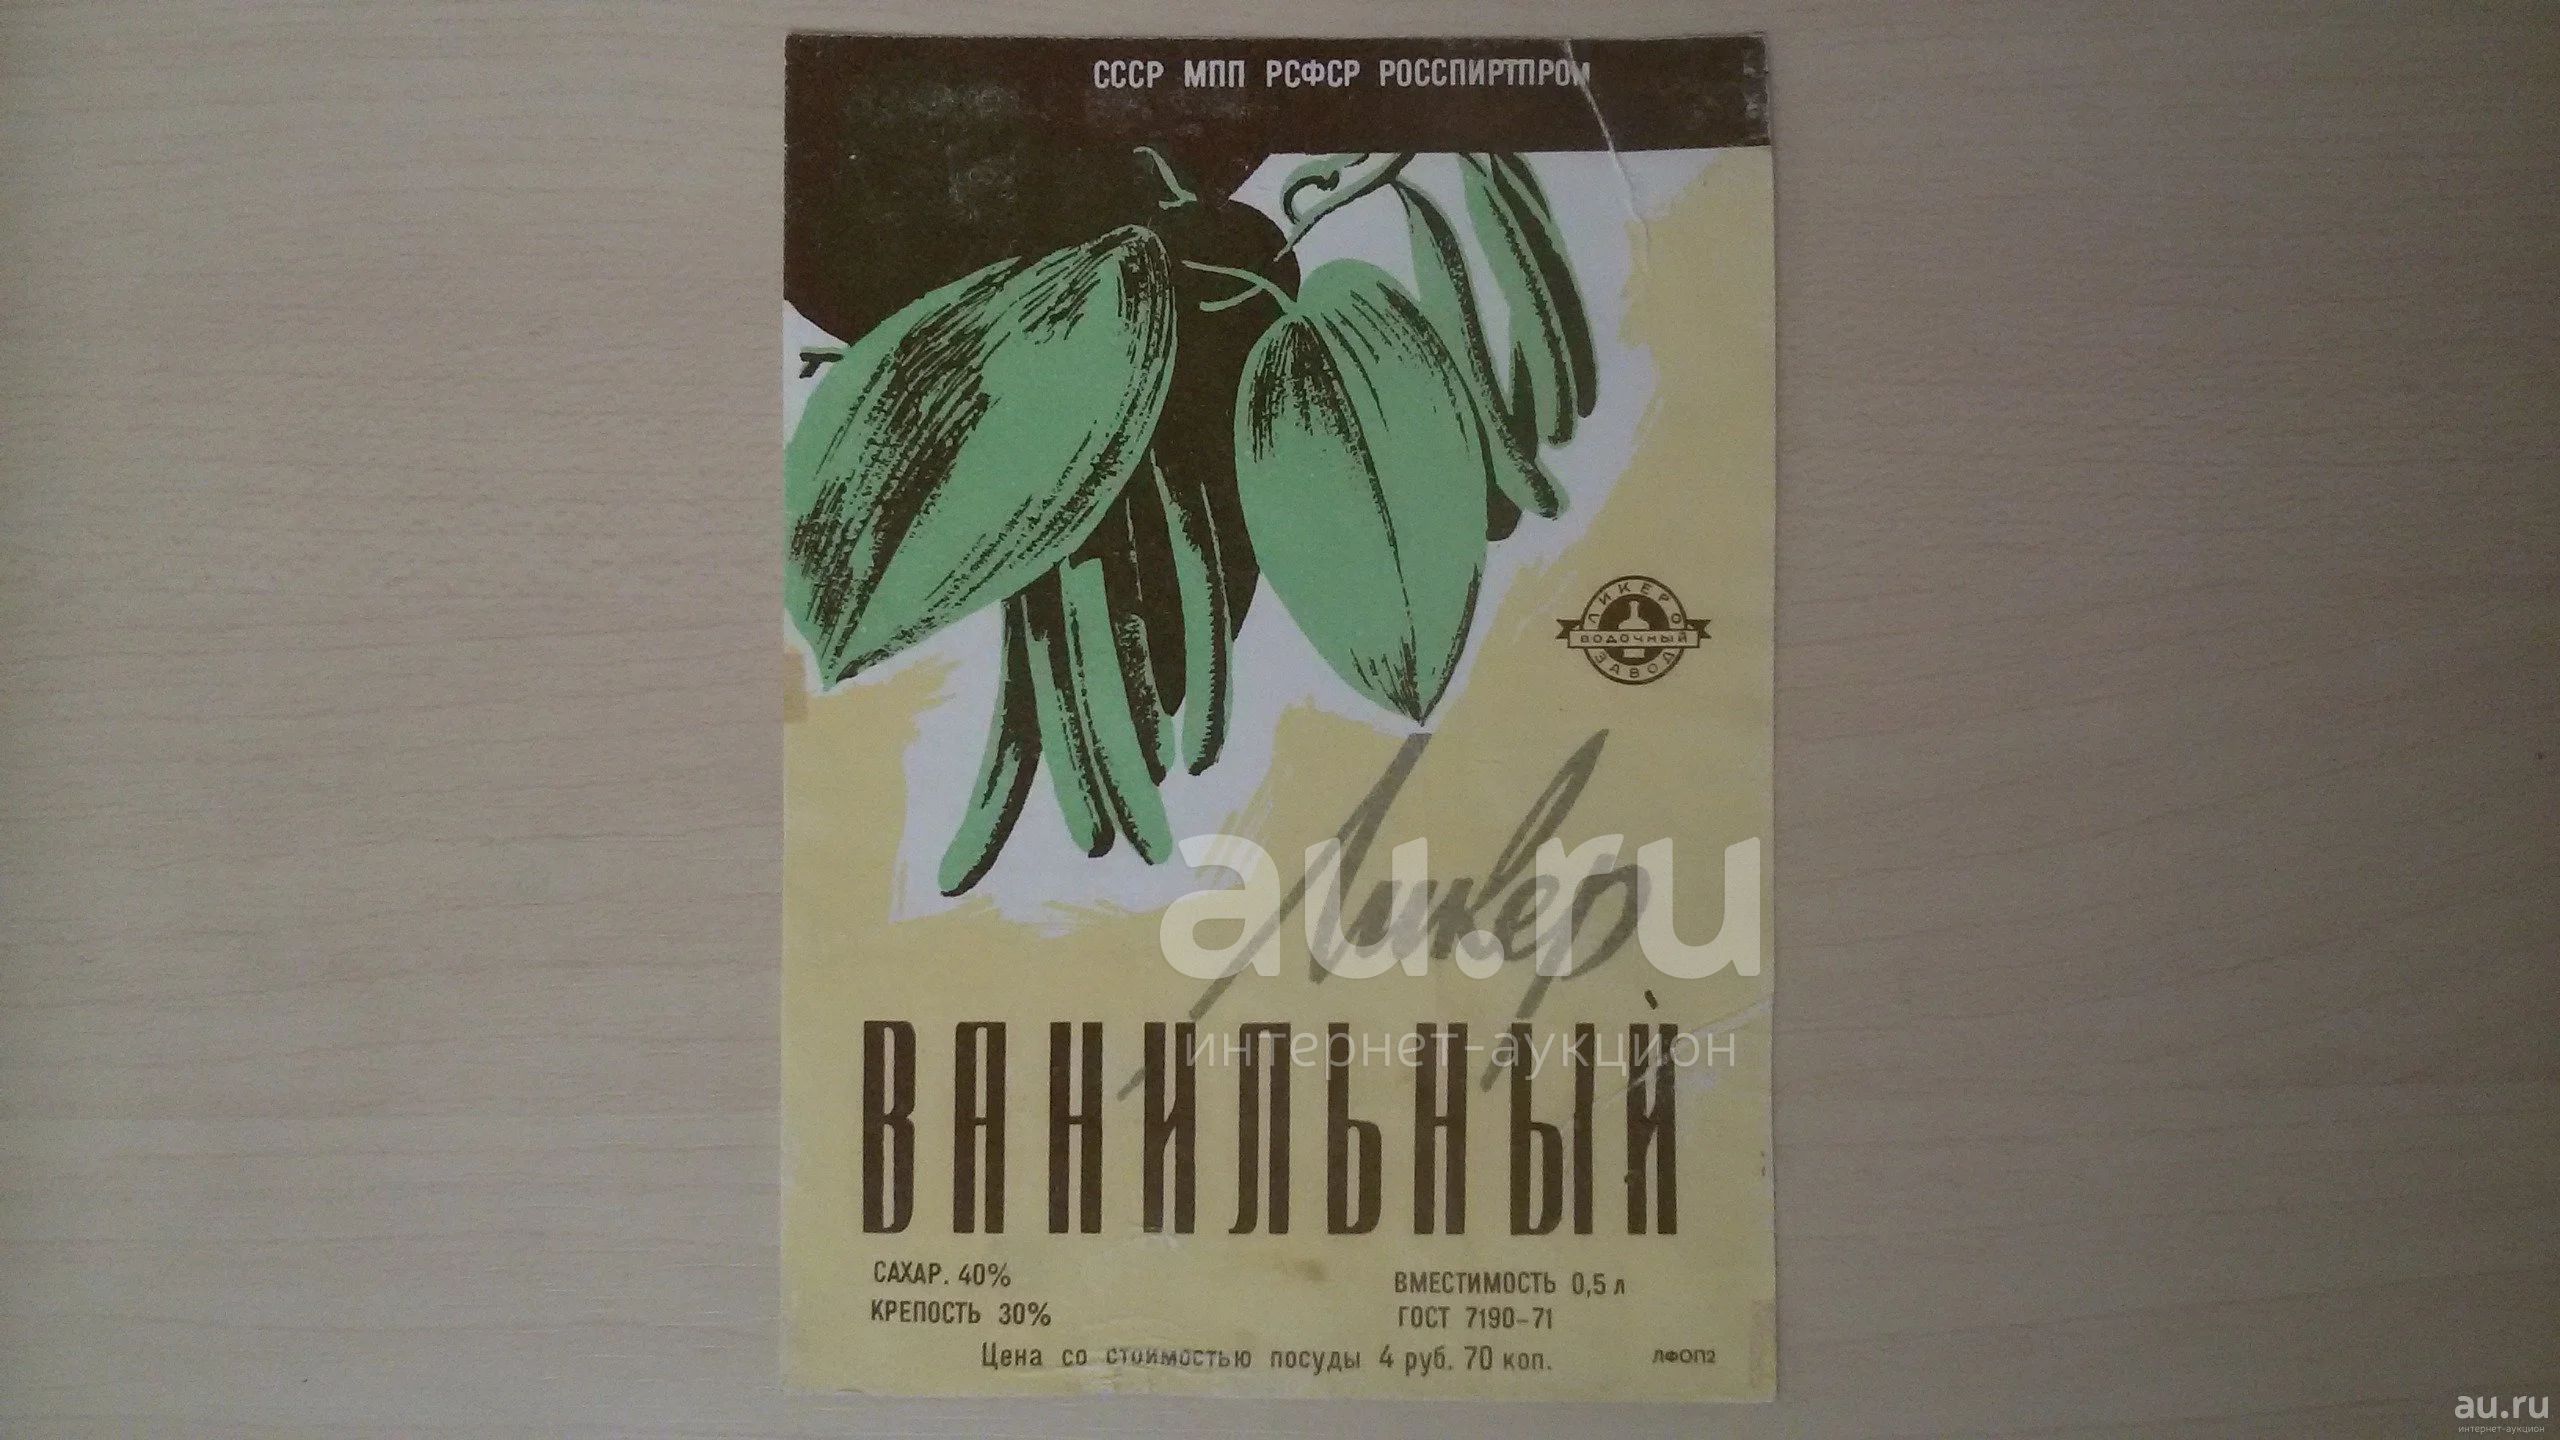 СССР МПП РСФСР РОССПИРТПРОМ
ЛИКЕРО
ВОДОЧНЫЙ
ЗАВОД
Ликер
au.ru
интернет-аукцион
ВАНИЛЬНЫЙ
САХАР. 40%
КРЕПОСТЬ 30%
ВМЕСТИМОСТЬ 0,5 л
ГОСТ 7190-71
Цена со стоимостью посуды 4 руб. 70 коп.
ЛФОП2
au.ru
интернет-аукцион